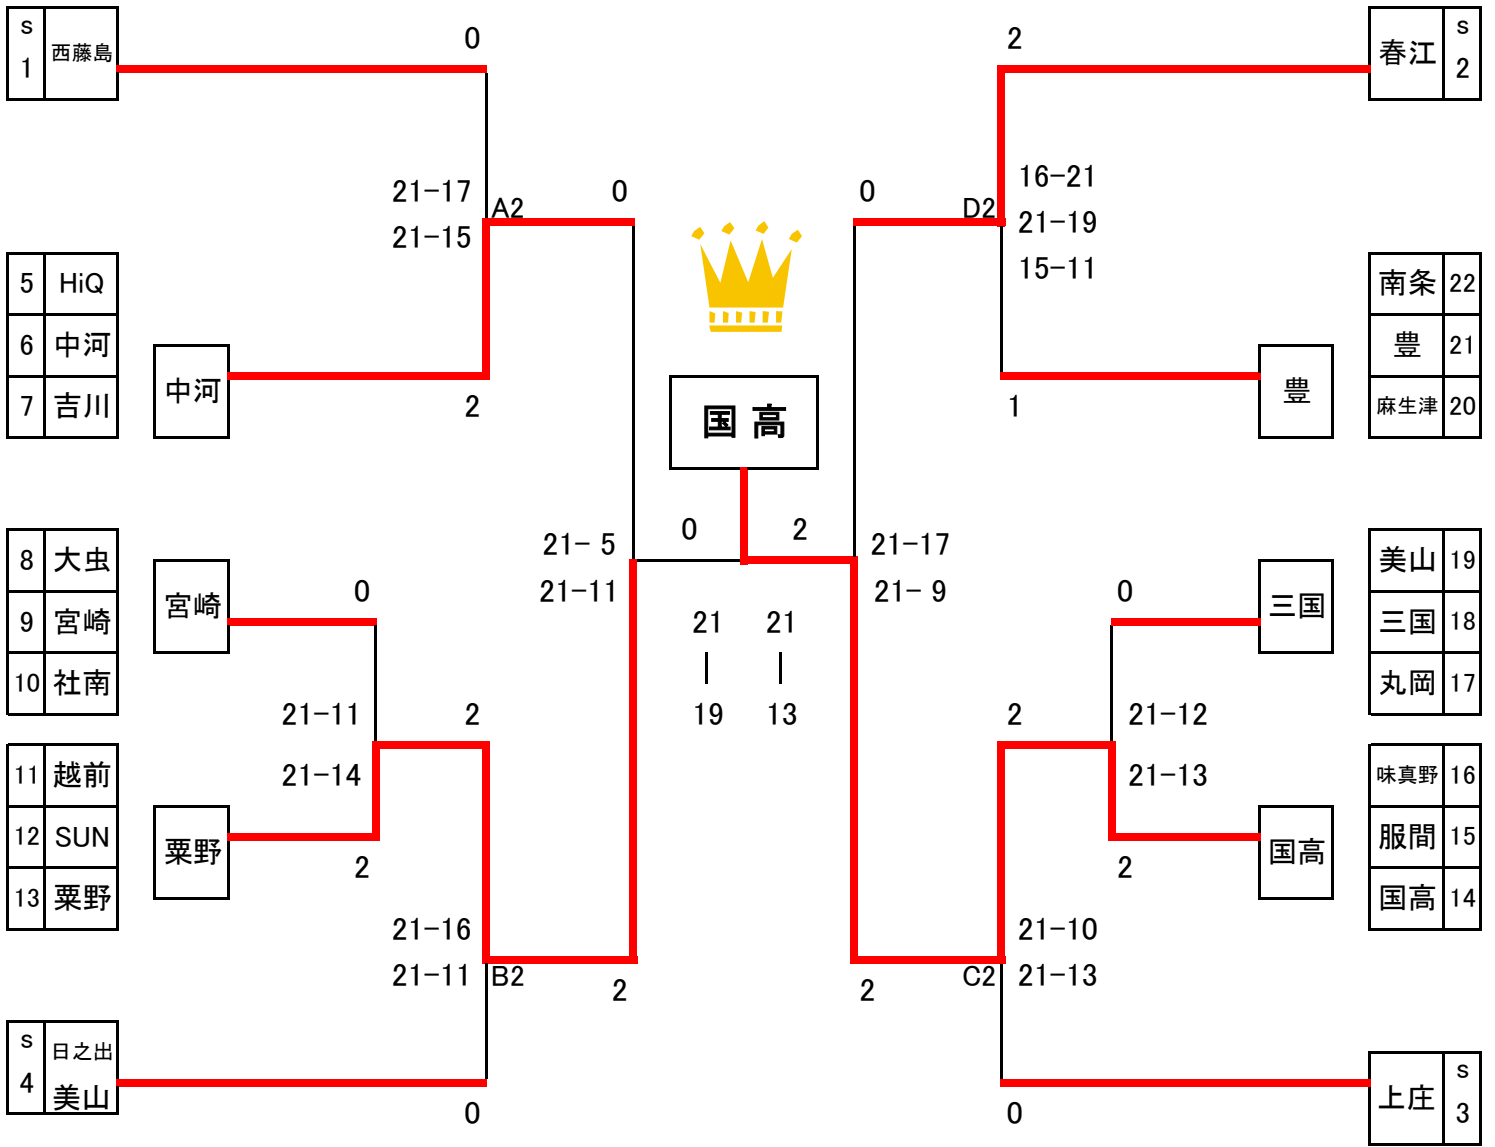 s
1
西藤島
0
2
春江
s
2
21-17
21-15
A2
0
0
D2
16-21
21-19
15-11
5 HiQ
6 中河
7 吉川
中河
2
国高
1
豊
南条 22
豊 21
麻生津 20
8 大虫
9 宮崎
10 社南
宮崎
0
21- 5
21-11
0
2
21-17
21- 9
0
三国
美山 19
三国 18
丸岡 17
21
|
19
21
|
13
21-11
21-14
2
2
21-12
21-13
11 越前
12 SUN
13 粟野
粟野
2
2
国高
味真野 16
服間 15
国高 14
21-16
21-11
B2
2
2
C2
21-10
21-13
s
4
日之出
美山
0
0
上庄
s
3